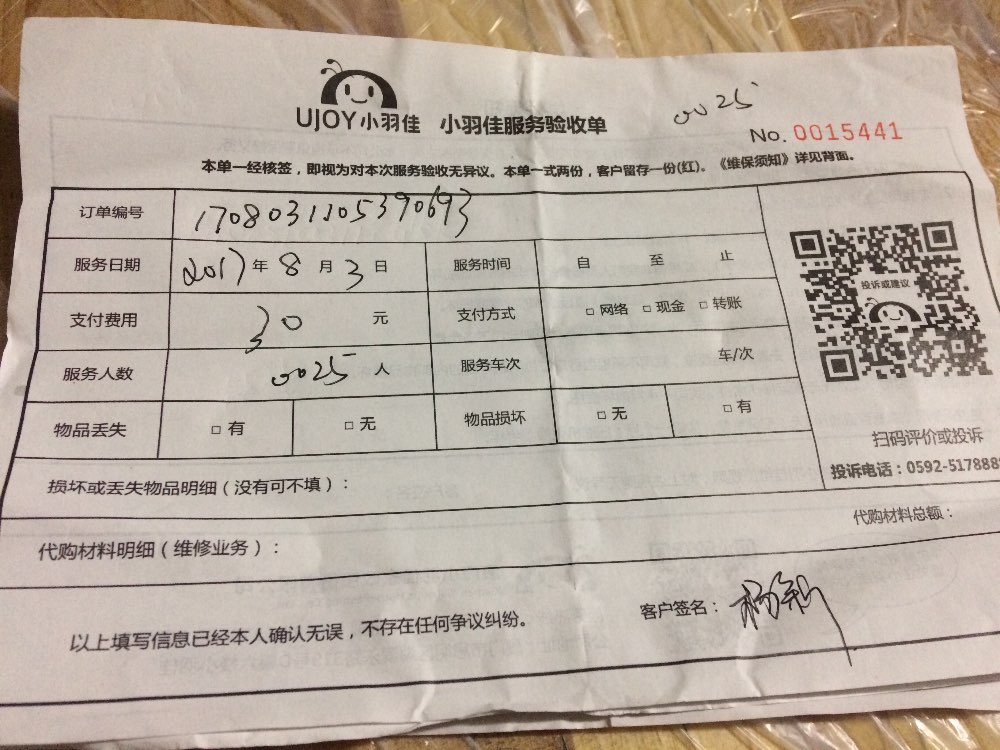 0025
UJOY小羽佳 小羽佳服务验收单
No. 0015441
本单一经核签，即视为对本次服务验收无异议。本单一式两份，客户留存一份(红)。《维保须知》详见背面。
订单编号 1708031105390693
服务日期 2017年8月3日 服务时间 自 至 止
支付费用 30 元 支付方式 □ 网络 □ 现金 □ 转账
服务人数 0025 人 服务车次 车/次
物品丢失 □ 有 □ 无 物品损坏 □ 无 □ 有
投诉或建议
扫码评价或投诉
投诉电话：0592-517888
损坏或丢失物品明细（没有可不填）：
代购材料明细（维修业务）： 代购材料总额：
以上填写信息已经本人确认无误，不存在任何争议纠纷。 客户签名：